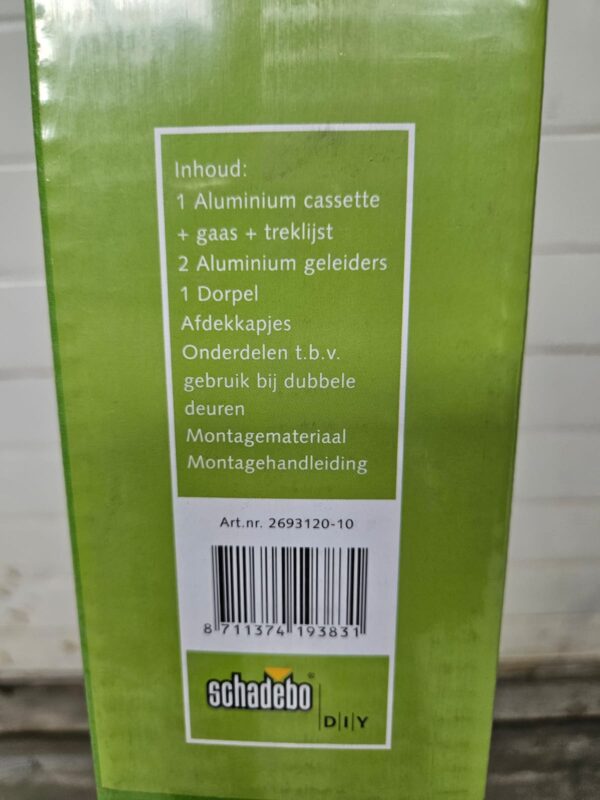 Inhoud:
1 Aluminium cassette
+ gaas + treklijst
2 Aluminium geleiders
1 Dorpel
Afdekkapjes
Onderdelen t.b.v.
gebruik bij dubbele
deuren
Montagemateriaal
Montagehandleiding
Art.nr. 2693120-10
8 711374 193831
schadebo®
D|I|Y